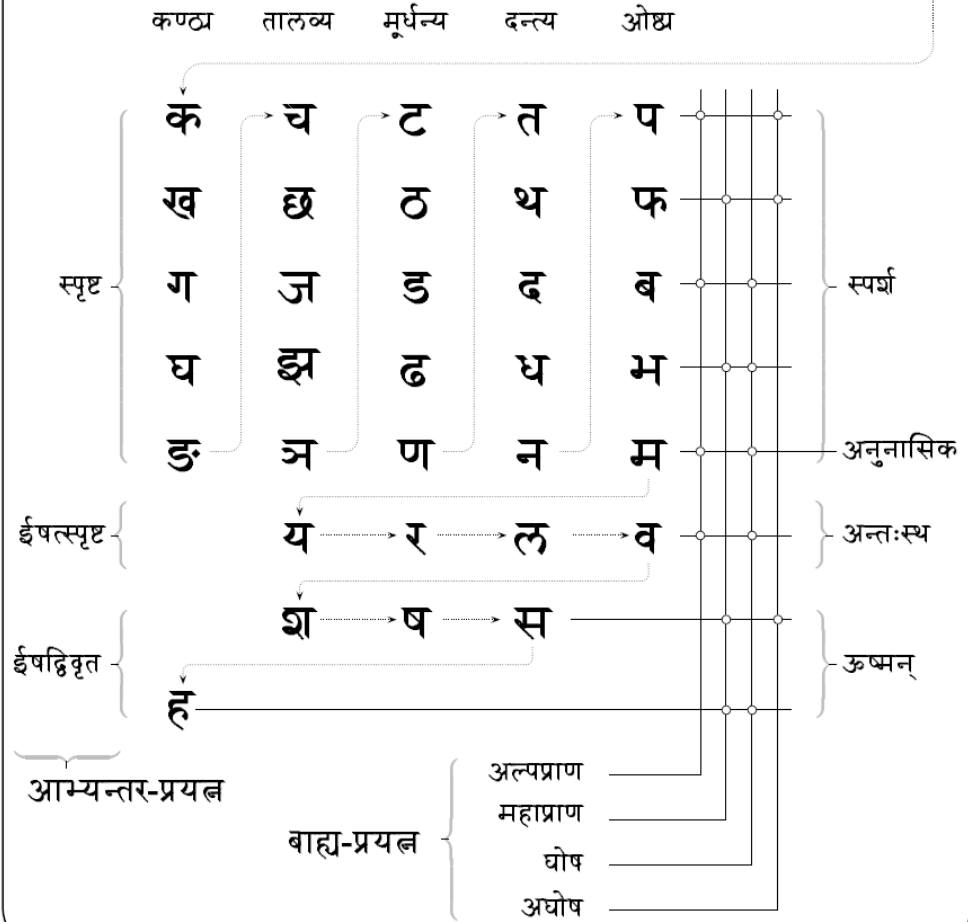 कण्ठ्य तालव्य मूर्धन्य दन्त्य ओष्ठ्य
क च ट त प
ख छ ठ थ फ
स्पृष्ट ग ज ड द ब स्पर्श
घ झ ढ ध भ
ङ ञ ण न म अनुनासिक
ईषत्स्पृष्ट य र ल व अन्तःस्थ
श ष स
ईषद्विवृत ऊष्मन्
ह
आभ्यन्तर-प्रयत्न
अल्पप्राण
महाप्राण
बाह्य-प्रयत्न
घोष
अघोष